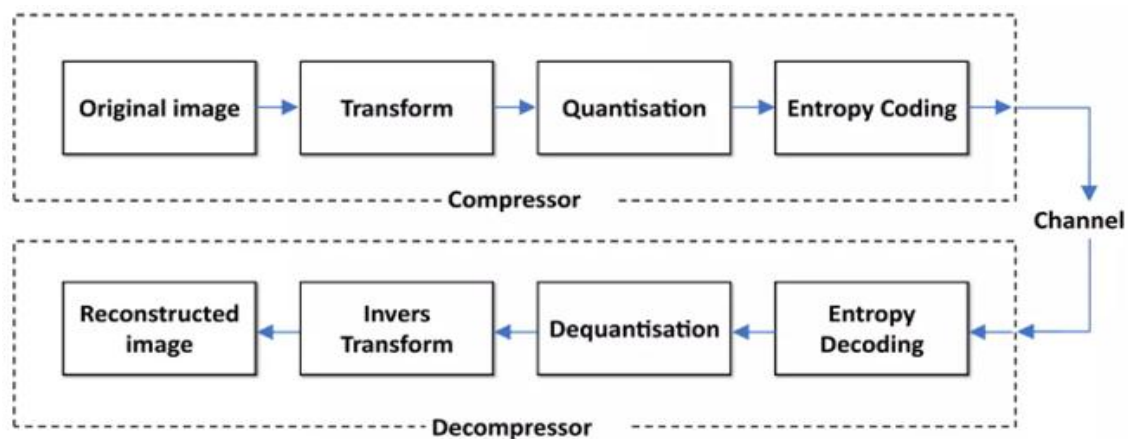 Original image
Transform
Quantisation
Entropy Coding
Compressor
Channel
Reconstructed
image
Invers
Transform
Dequantisation
Entropy
Decoding
Decompressor